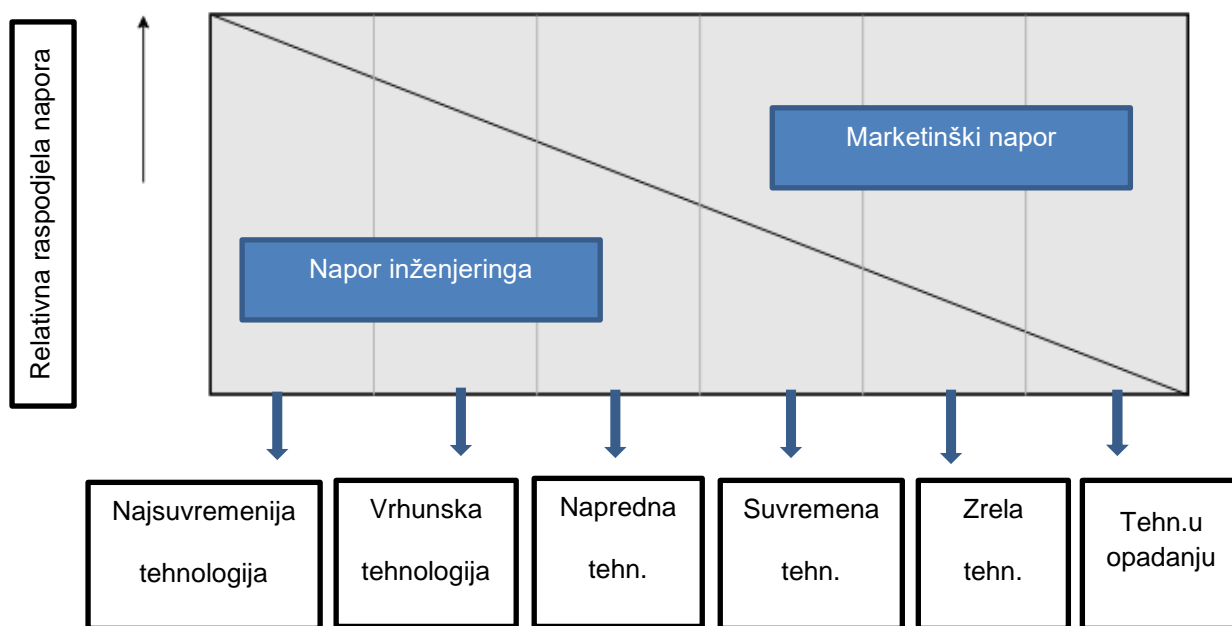 Relativna raspodjela napora
Marketinški napor
Napor inženjeringa
Najsuvremenija
tehnologija
Vrhunska
tehnologija
Napredna
tehn.
Suvremena
tehn.
Zrela
tehn.
Tehn.u
opadanju